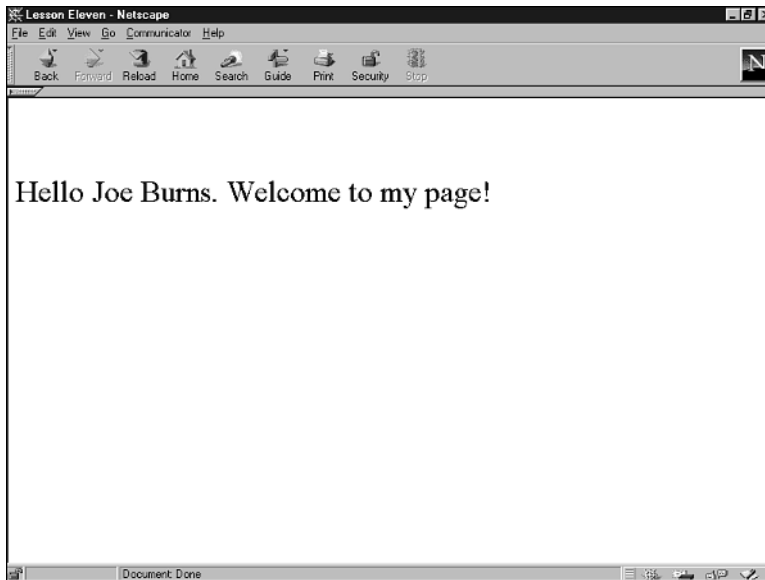 Lesson Eleven - Netscape
File Edit View Go Communicator Help
Back Forward Reload Home Search Guide Print Security Stop
N
Hello Joe Burns. Welcome to my page!
Document: Done